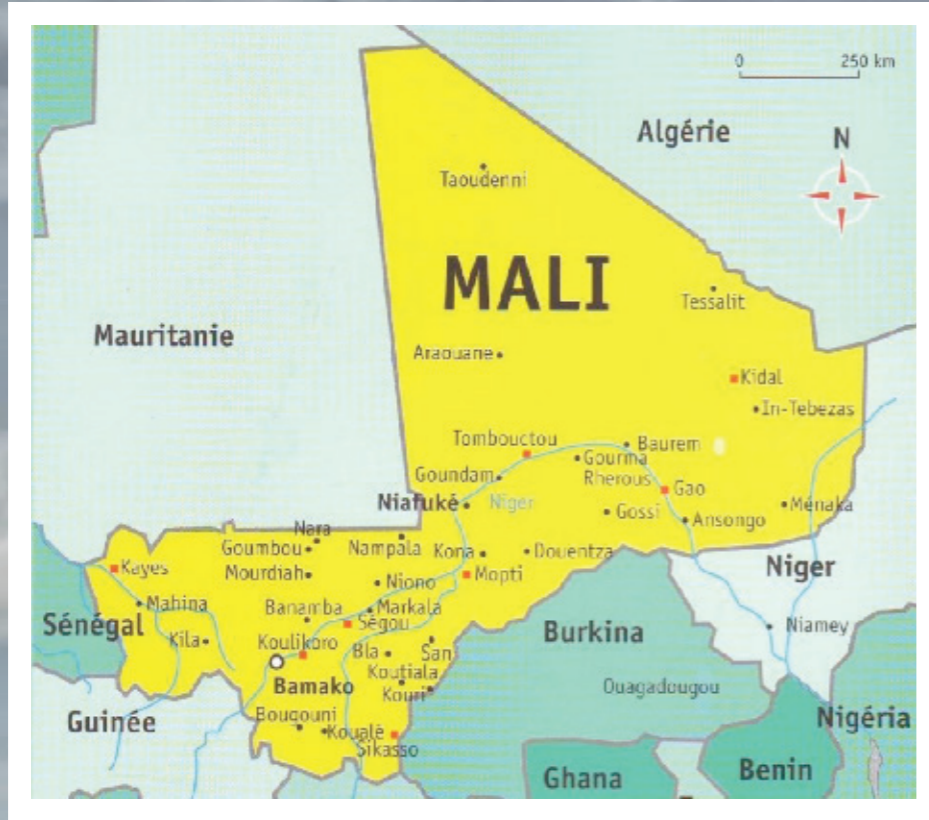 0 250 km
Algérie
N
Taoudenni
MALI
Tessalit
Mauritanie
Araouane
Kidal
In-Tebezas
Tombouctou
Baurem
Goundam
Gourma
Rherous
Gao
Niafuké
Niger
Gossi
Ansongo
Ménaka
Nara
Goumbou
Nampala
Kona
Douentza
Kayes
Mourdiah
Niono
Mopti
Niger
Mahina
Banamba
Markala
Sénégal
Ségou
Burkina
Niamey
Kila
Koulikoro
Bla
San
Bamako
Koutiala
Kouri
Ouagadougou
Guinée
Bougouni
Koualè
Sikasso
Nigéria
Ghana
Benin